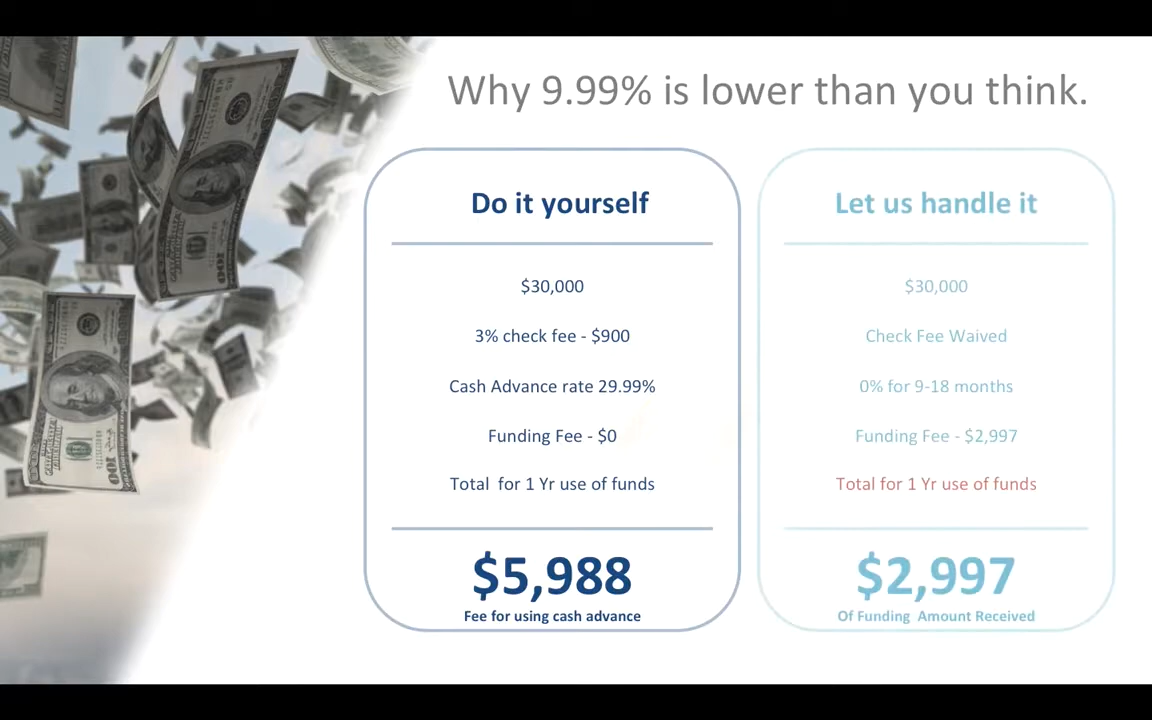 Why 9.99% is lower than you think.
Do it yourself
$30,000
3% check fee - $900
Cash Advance rate 29.99%
Funding Fee - $0
Total for 1 Yr use of funds
$5,988
Fee for using cash advance
Let us handle it
$30,000
Check Fee Waived
0% for 9-18 months
Funding Fee - $2,997
Total for 1 Yr use of funds
$2,997
Of Funding Amount Received